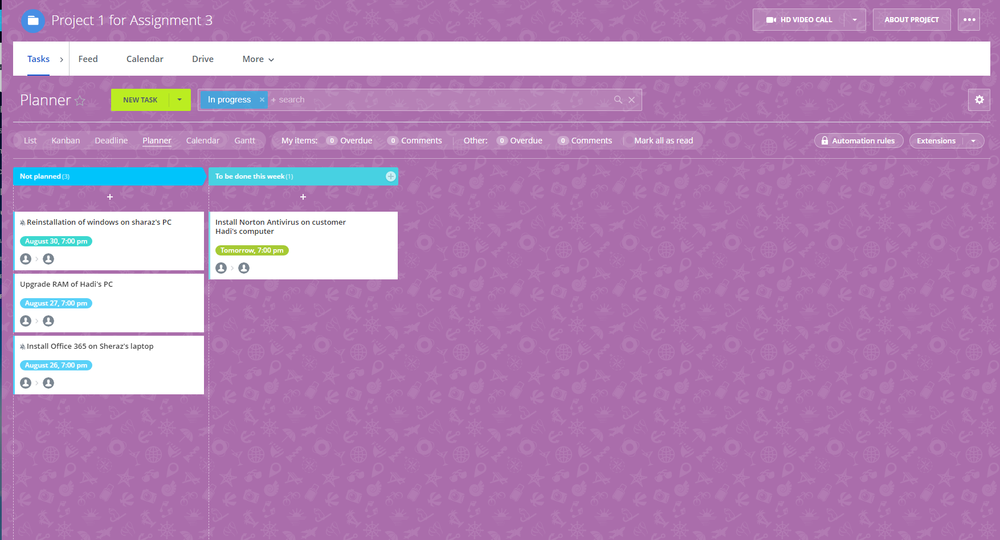 Project 1 for Assignment 3
HD VIDEO CALL
ABOUT PROJECT
Tasks
Feed
Calendar
Drive
More
Planner
NEW TASK
In progress
+ search
List
Kanban
Deadline
Planner
Calendar
Gantt
My items:
0 Overdue
0 Comments
Other:
0 Overdue
0 Comments
Mark all as read
Automation rules
Extensions
Not planned (3)
To be done this week (1)
Reinstallation of windows on sharaz's PC
August 30, 7:00 pm
Upgrade RAM of Hadi's PC
August 27, 7:00 pm
Install Office 365 on Sheraz's laptop
August 26, 7:00 pm
Install Norton Antivirus on customer
Hadi's computer
Tomorrow, 7:00 pm